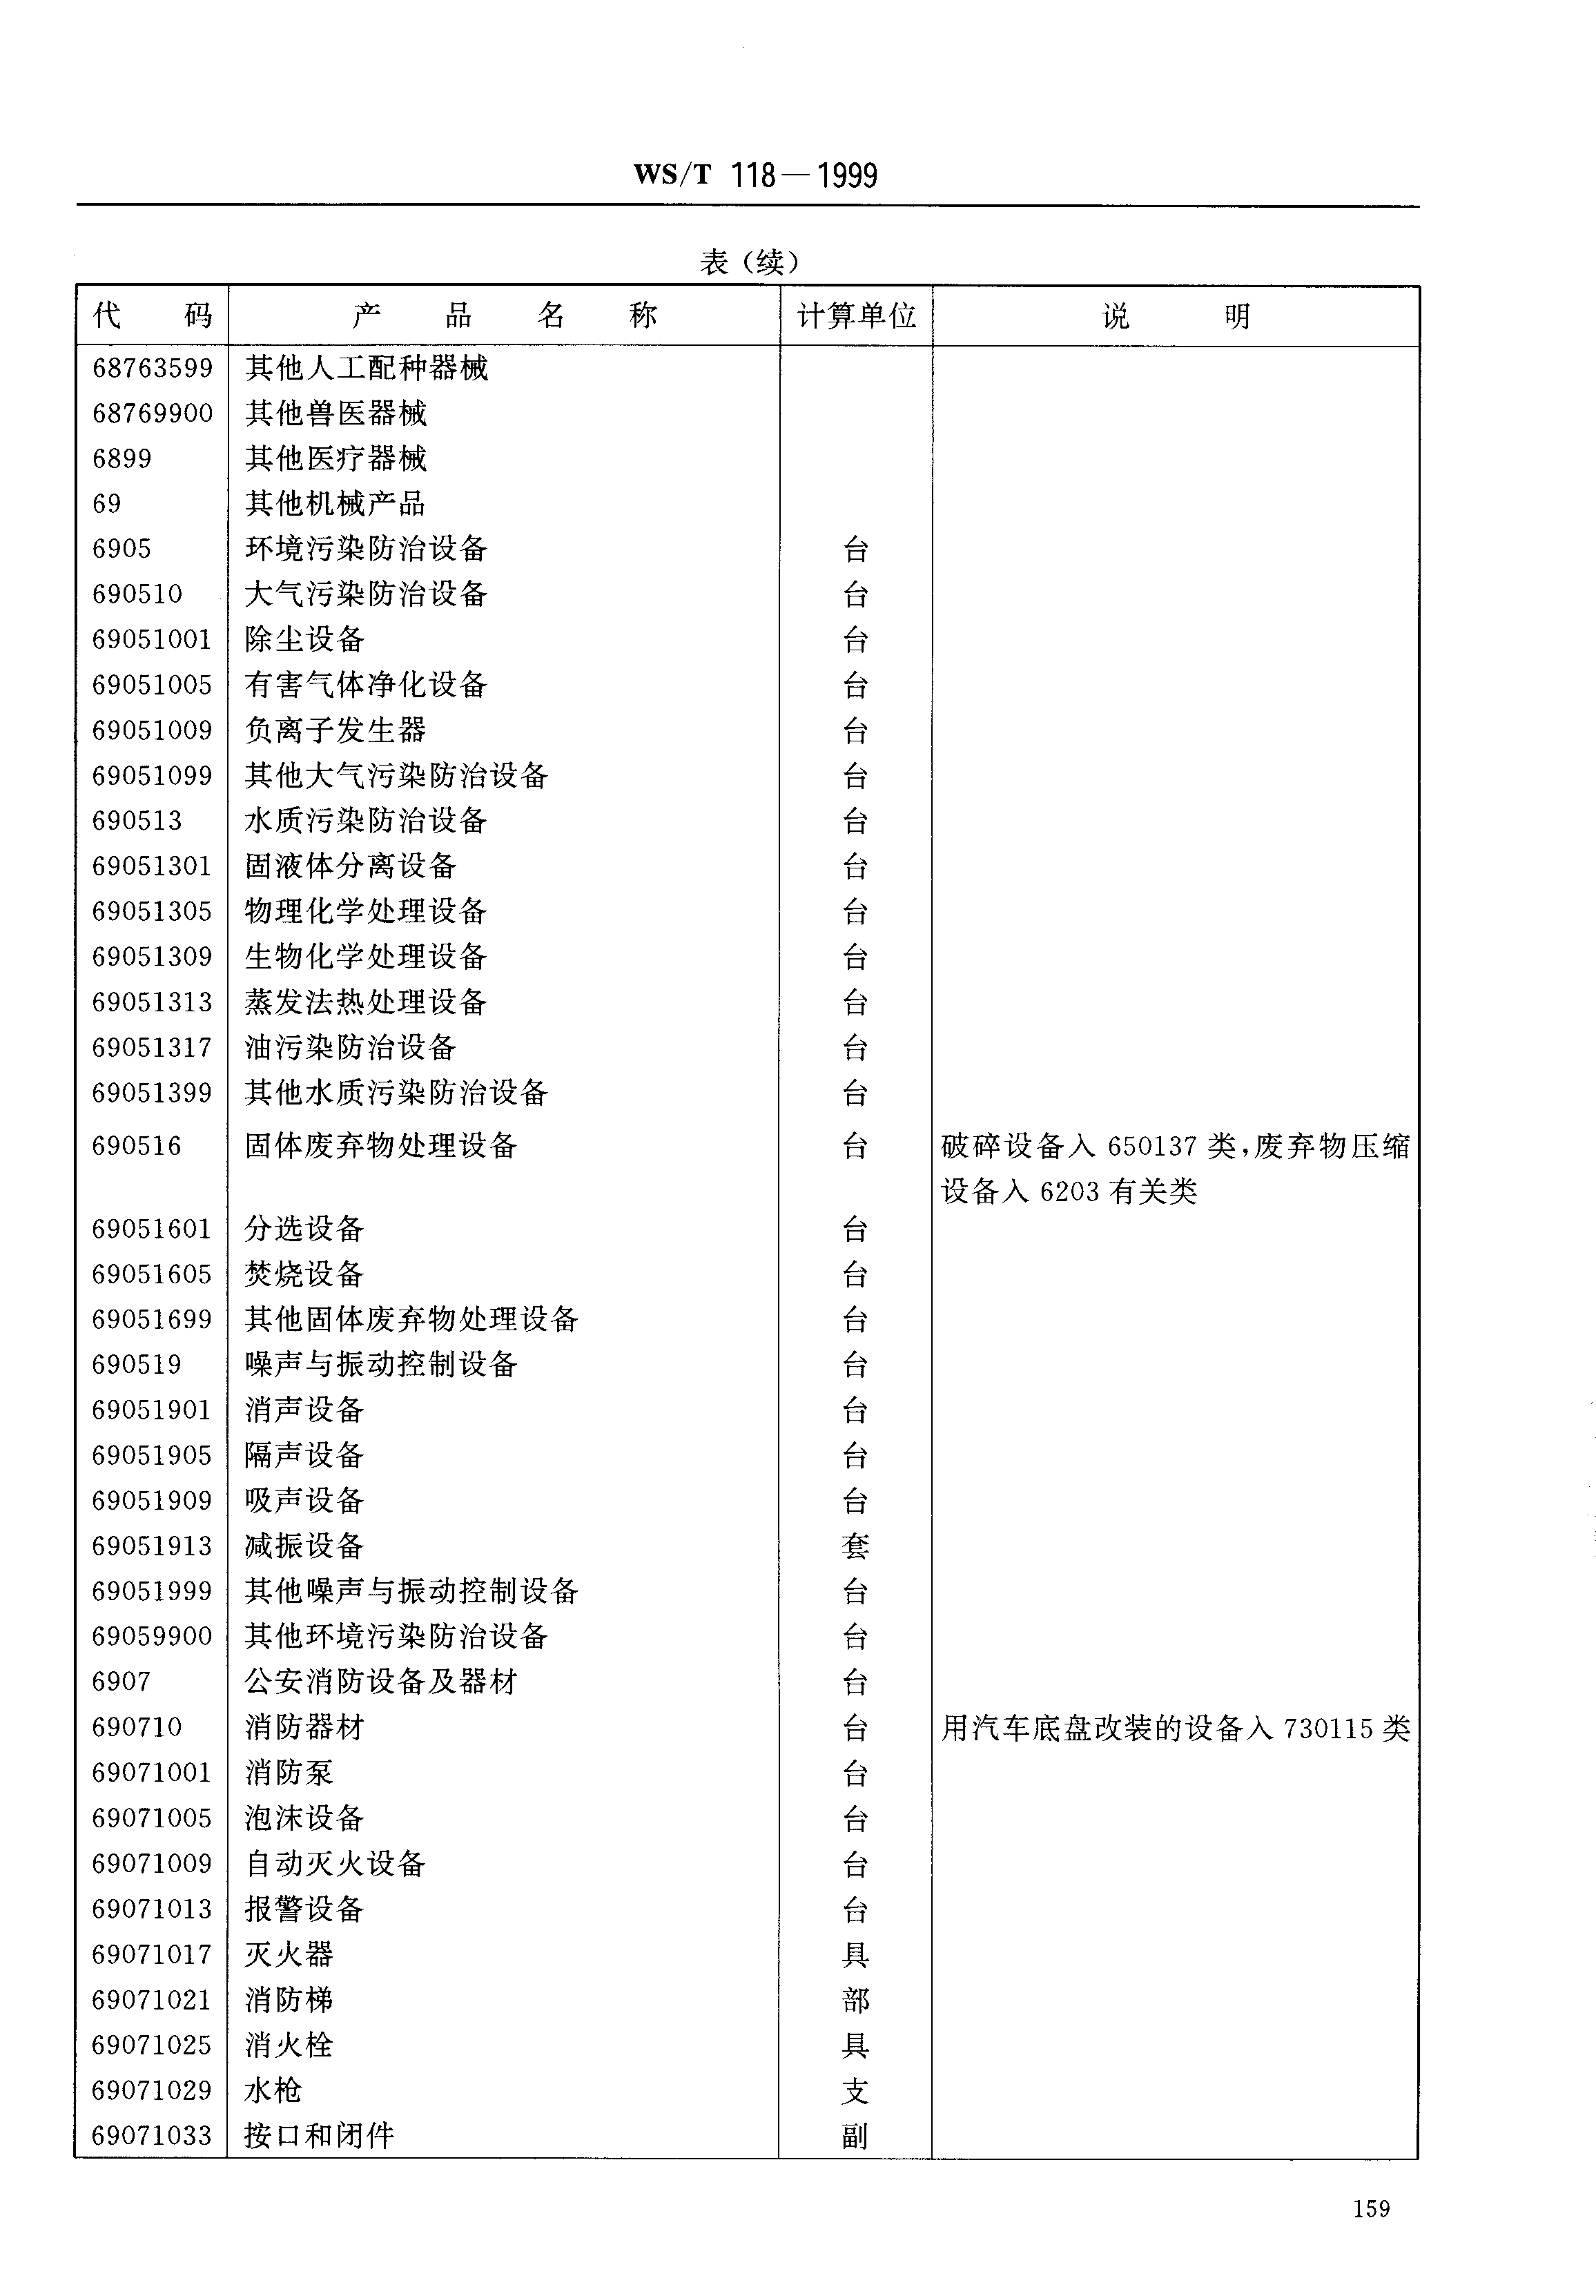 WS/T 118—1999
表（续）
代 码 产 品 名 称 计算单位 说 明
68763599 其他人工配种器械
68769900 其他兽医器械
6899 其他医疗器械
69 其他机械产品
6905 环境污染防治设备 台
690510 大气污染防治设备 台
69051001 除尘设备 台
69051005 有害气体净化设备 台
69051009 负离子发生器 台
69051099 其他大气污染防治设备 台
690513 水质污染防治设备 台
69051301 固液体分离设备 台
69051305 物理化学处理设备 台
69051309 生物化学处理设备 台
69051313 蒸发法热处理设备 台
69051317 油污染防治设备 台
69051399 其他水质污染防治设备 台
690516 固体废弃物处理设备 台 破碎设备入 650137 类,废弃物压缩
设备入 6203 有关类
69051601 分选设备 台
69051605 焚烧设备 台
69051699 其他固体废弃物处理设备 台
690519 噪声与振动控制设备 台
69051901 消声设备 台
69051905 隔声设备 台
69051909 吸声设备 台
69051913 减振设备 套
69051999 其他噪声与振动控制设备 台
69059900 其他环境污染防治设备 台
6907 公安消防设备及器材 台
690710 消防器材 台 用汽车底盘改装的设备入 730115 类
69071001 消防泵 台
69071005 泡沫设备 台
69071009 自动灭火设备 台
69071013 报警设备 台
69071017 灭火器 具
69071021 消防梯 部
69071025 消火栓 具
69071029 水枪 支
69071033 按口和闭件 副
159